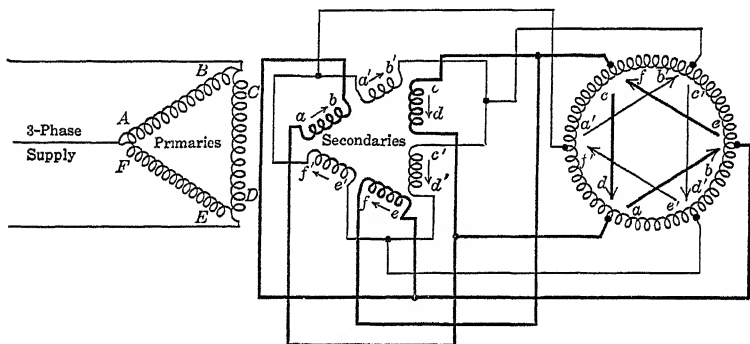 3-Phase
Supply
Primaries
A
B
C
D
E
F
Secondaries
a
b
a'
b'
c
d
c'
d'
e
f
e'
f'
f
b'
c
c'
a'
e
f'
b
d
a
e'
d'